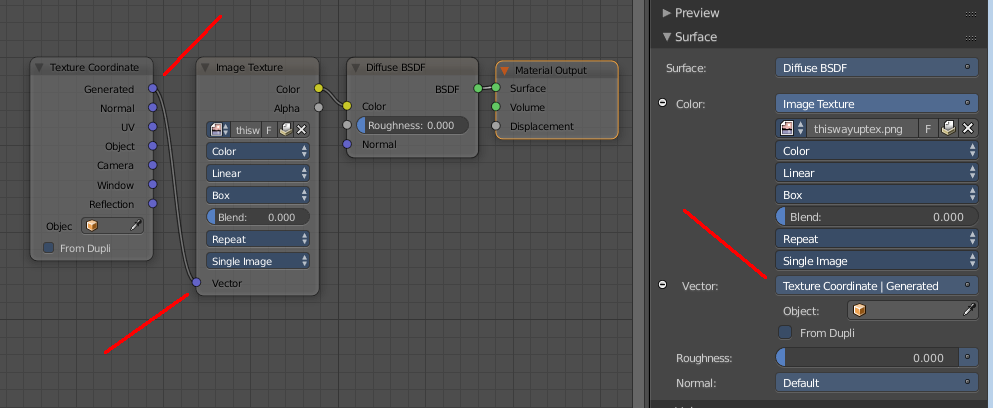 Texture Coordinate
Generated
Normal
UV
Object
Camera
Window
Reflection
Objec
From Dupli
Image Texture
Color
Alpha
thisw F
Color
Linear
Box
Blend: 0.000
Repeat
Single Image
Vector
Diffuse BSDF
BSDF
Color
Roughness: 0.000
Normal
Material Output
Surface
Volume
Displacement
Preview
Surface
Surface: Diffuse BSDF
Color: Image Texture
thiswayuptex.png F
Color
Linear
Box
Blend: 0.000
Repeat
Single Image
Vector: Texture Coordinate | Generated
Object:
From Dupli
Roughness: 0.000
Normal: Default